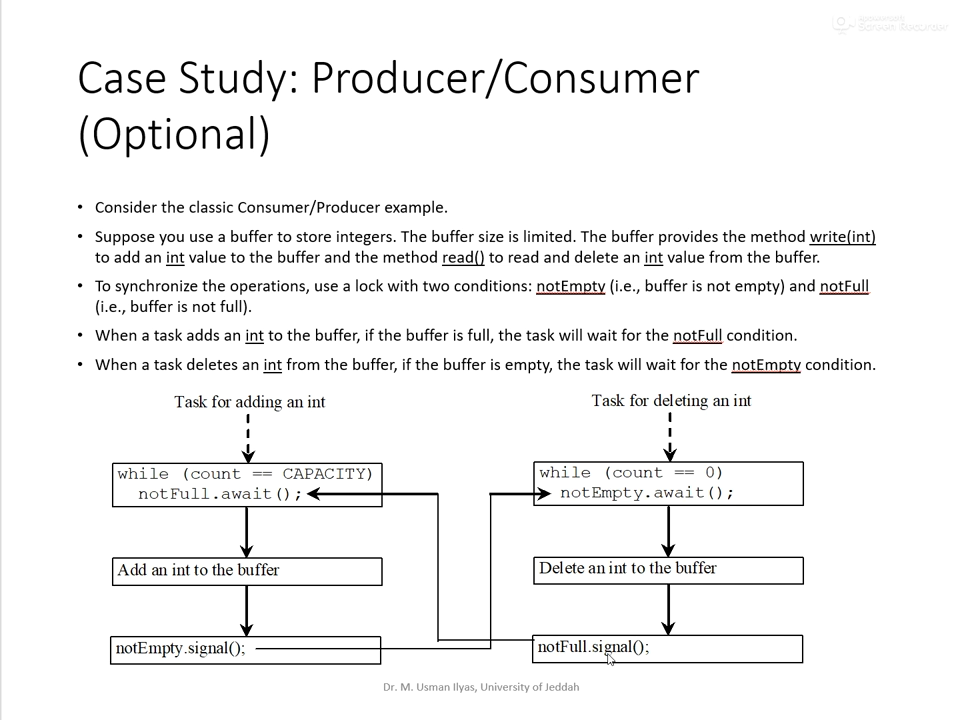 Screen Recorder
Case Study: Producer/Consumer
(Optional)
• Consider the classic Consumer/Producer example.
• Suppose you use a buffer to store integers. The buffer size is limited. The buffer provides the method write(int)
to add an int value to the buffer and the method read() to read and delete an int value from the buffer.
• To synchronize the operations, use a lock with two conditions: notEmpty (i.e., buffer is not empty) and notFull
(i.e., buffer is not full).
• When a task adds an int to the buffer, if the buffer is full, the task will wait for the notFull condition.
• When a task deletes an int from the buffer, if the buffer is empty, the task will wait for the notEmpty condition.
Task for adding an int
while (count == CAPACITY)
notFull.await();
Add an int to the buffer
notEmpty.signal();
Task for deleting an int
while (count == 0)
notEmpty.await();
Delete an int to the buffer
notFull.signal();
Dr. M. Usman Ilyas, University of Jeddah